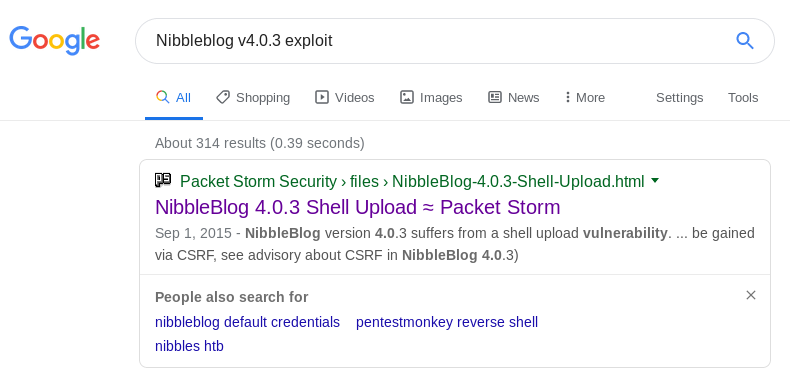 Google
Nibbleblog v4.0.3 exploit
All Shopping Videos Images News More Settings Tools
About 314 results (0.39 seconds)
Packet Storm Security › files › NibbleBlog-4.0.3-Shell-Upload.html
NibbleBlog 4.0.3 Shell Upload ≈ Packet Storm
Sep 1, 2015 - NibbleBlog version 4.0.3 suffers from a shell upload vulnerability. ... be gained
via CSRF, see advisory about CSRF in NibbleBlog 4.0.3)
People also search for
nibbleblog default credentials pentestmonkey reverse shell
nibbles htb